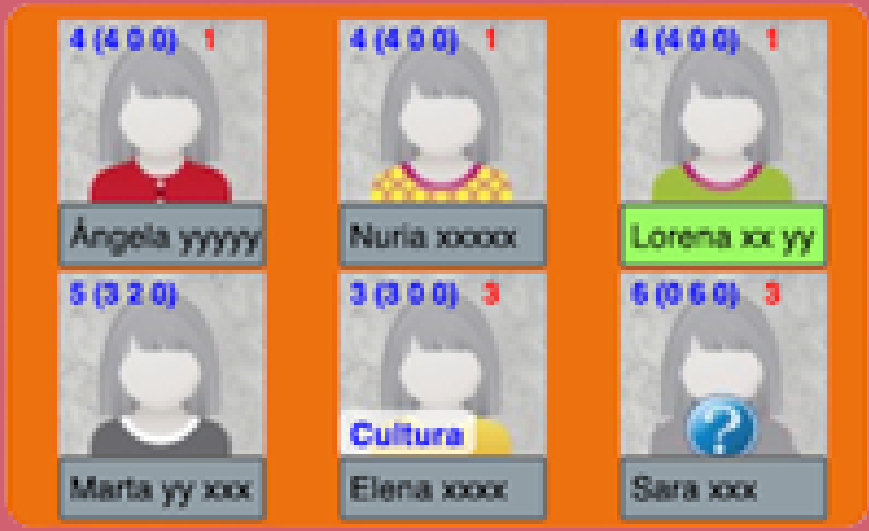 4 (4 0 0) 1
4 (4 0 0) 1
4 (4 0 0) 1
Ángela yyyyy
Nuria xxxxx
Lorena xx yy
5 (3 2 0)
3 (3 0 0) 3
6 (0 6 0) 3
Cultura
?
Marta yy xxx
Elena xxxx
Sara xxx